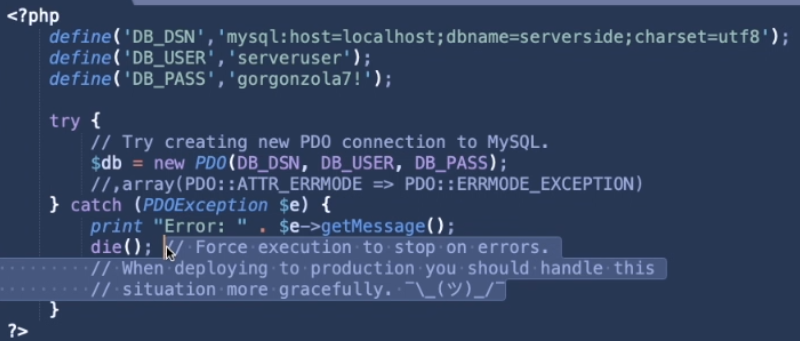 <?php
define('DB_DSN','mysql:host=localhost;dbname=serverside;charset=utf8');
define('DB_USER','serveruser');
define('DB_PASS','gorgonzola7!');
try {
// Try creating new PDO connection to MySQL.
$db = new PDO(DB_DSN, DB_USER, DB_PASS);
//,array(PDO::ATTR_ERRMODE => PDO::ERRMODE_EXCEPTION)
} catch (PDOException $e) {
print "Error: " . $e->getMessage();
die(); // Force execution to stop on errors.
// When deploying to production you should handle this
// situation more gracefully. ¯\_(ツ)_/¯
}
?>